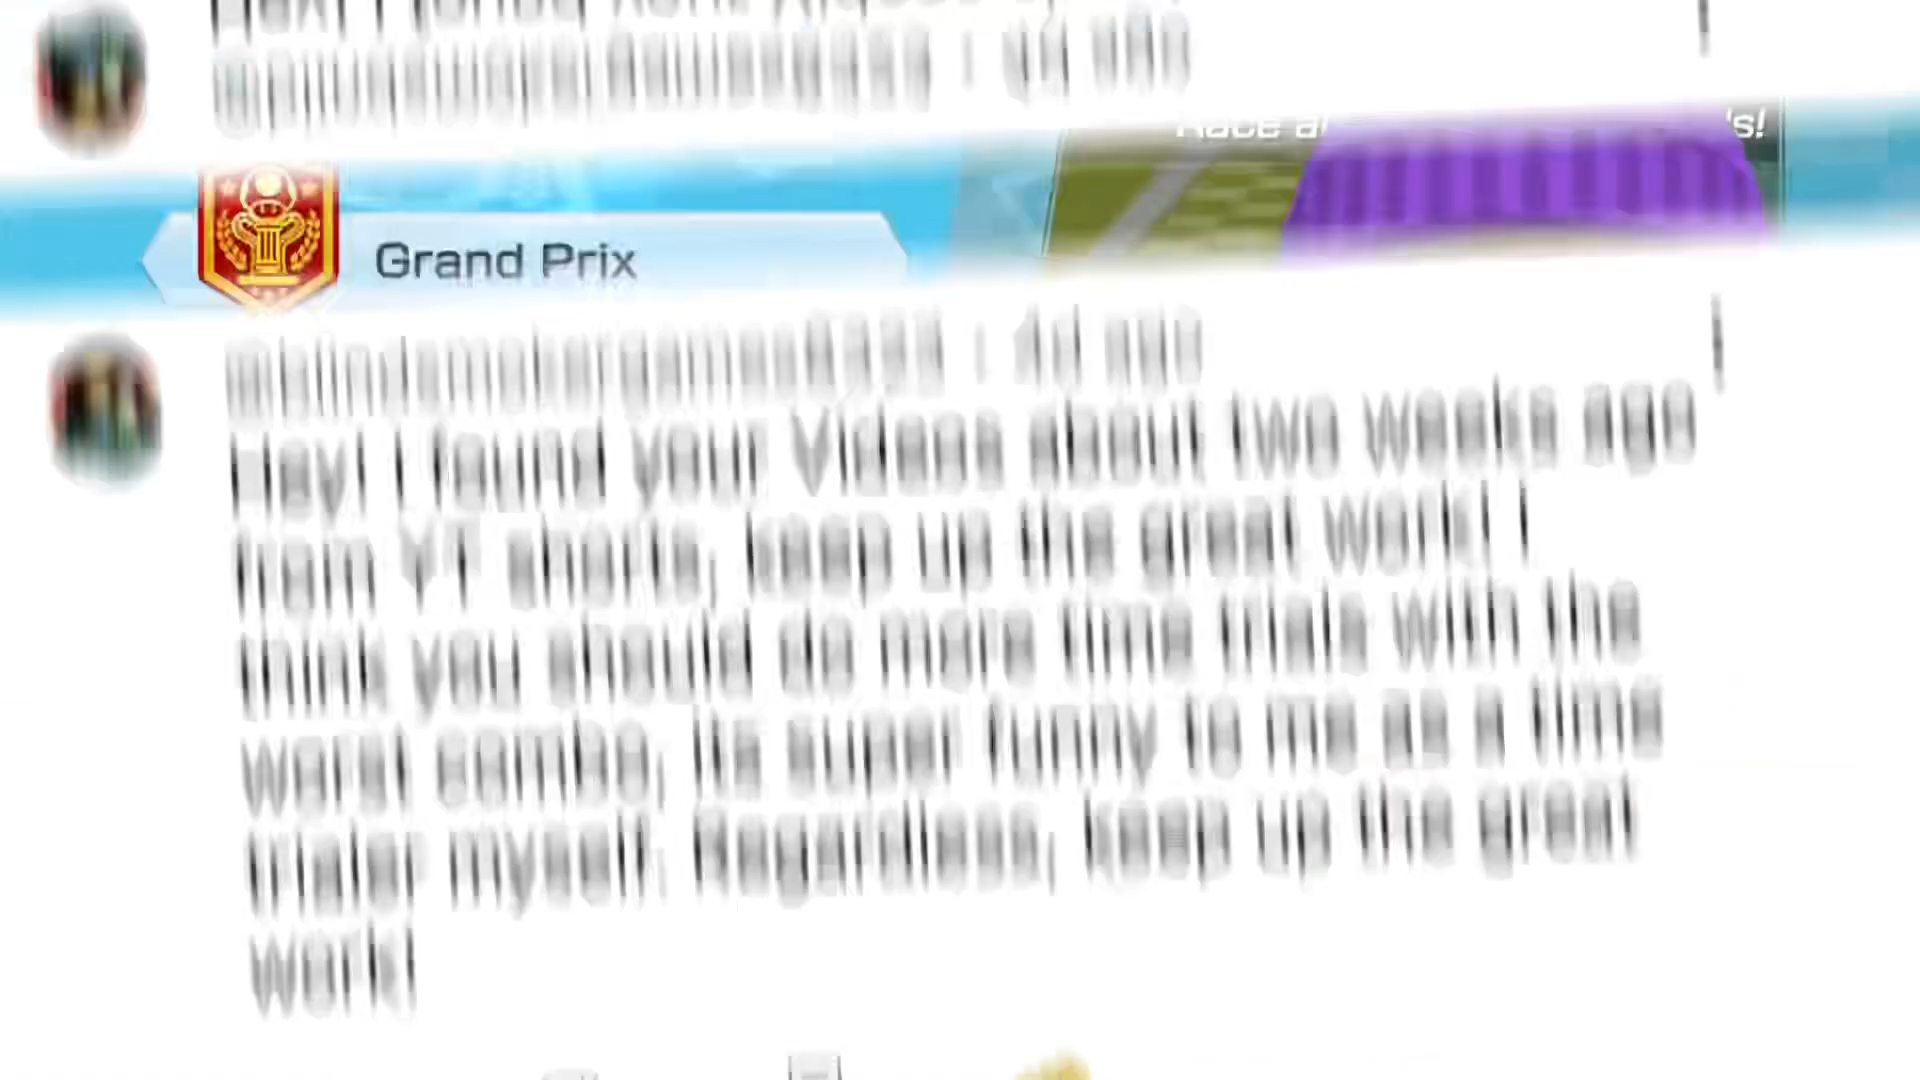 Grand Prix
Hey! I found your Videos about two weeks ago
from YT shorts, keep up the great work! I
think you should do more time trials with the
worst combo, its super funny to me as a time
trialer myself. Regardless, keep up the great
work!